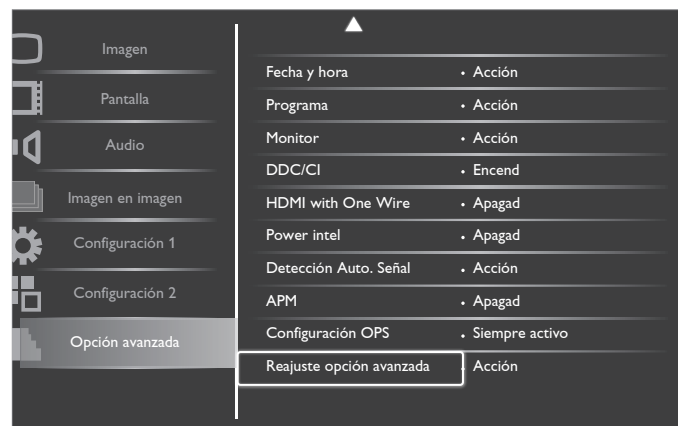 Imagen
Pantalla
Audio
Imagen en imagen
Configuración 1
Configuración 2
Opción avanzada
Fecha y hora • Acción
Programa • Acción
Monitor • Acción
DDC/CI • Encend
HDMI with One Wire • Apagad
Power intel • Apagad
Detección Auto. Señal • Acción
APM • Apagad
Configuración OPS • Siempre activo
Reajuste opción avanzada • Acción